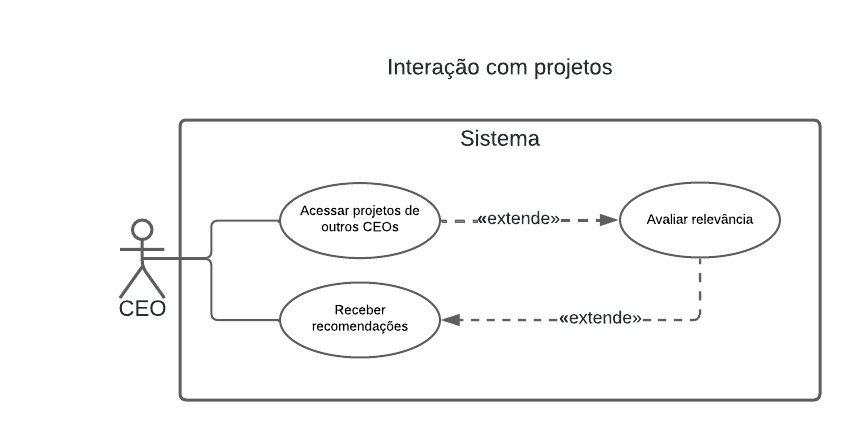 Interação com projetos
Sistema
Acessar projetos de
outros CEOs
«extende»
Avaliar relevância
CEO
Receber
recomendações
«extende»